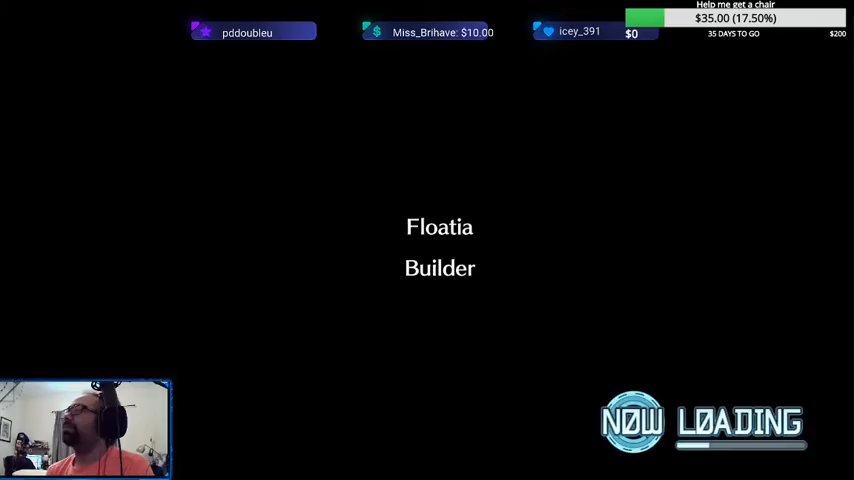 Help me get a chair
$35.00 (17.50%)
pddoubleu
Miss_Brihave: $10.00
icey_391
$0
35 DAYS TO GO
$200
Floatia
Builder
NOW LOADING